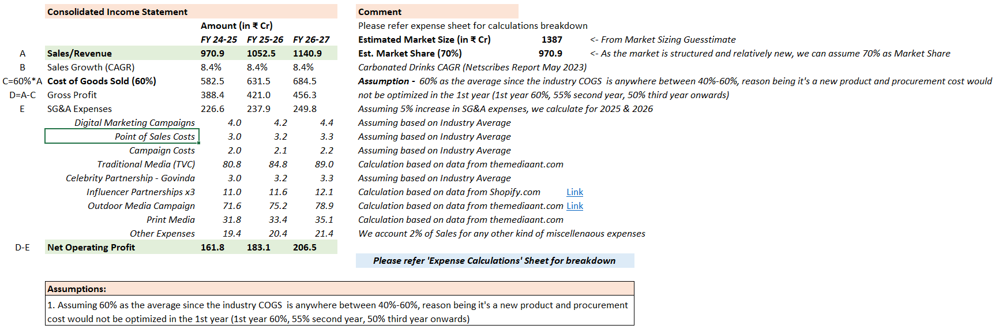 Consolidated Income Statement Comment
Amount (in ₹ Cr) Please refer expense sheet for calculations breakdown
FY 24-25 FY 25-26 FY 26-27 Estimated Market Size (in ₹ Cr) 1387 <- From Market Sizing Guesstimate
A Sales/Revenue 970.9 1052.5 1140.9 Est. Market Share (70%) 970.9 <- As the market is structured and relatively new, we can assume 70% as Market Share
B Sales Growth (CAGR) 8.4% 8.4% 8.4% Carbonated Drinks CAGR (Netscribes Report May 2023)
C=60%*A Cost of Goods Sold (60%) 582.5 631.5 684.5 Assumption - 60% as the average since the industry COGS is anywhere between 40%-60%, reason being it's a new product and procurement cost would
D=A-C Gross Profit 388.4 421.0 456.3 not be optimized in the 1st year (1st year 60%, 55% second year, 50% third year onwards)
E SG&A Expenses 226.6 237.9 249.8 Assuming 5% increase in SG&A expenses, we calculate for 2025 & 2026
Digital Marketing Campaigns 4.0 4.2 4.4 Assuming based on Industry Average
Point of Sales Costs 3.0 3.2 3.3 Assuming based on Industry Average
Campaign Costs 2.0 2.1 2.2 Assuming based on Industry Average
Traditional Media (TVC) 80.8 84.8 89.0 Calculation based on data from themediaant.com
Celebrity Partnership - Govinda 3.0 3.2 3.3 Assuming based on Industry Average
Influencer Partnerships x3 11.0 11.6 12.1 Calculation based on data from Shopify.com Link
Outdoor Media Campaign 71.6 75.2 78.9 Calculation based on data from themediaant.com Link
Print Media 31.8 33.4 35.1 Calculation based on data from themediaant.com
Other Expenses 19.4 20.4 21.4 We account 2% of Sales for any other kind of miscellenaous expenses
D-E Net Operating Profit 161.8 183.1 206.5
Please refer 'Expense Calculations' Sheet for breakdown
Assumptions:
1. Assuming 60% as the average since the industry COGS is anywhere between 40%-60%, reason being it's a new product and procurement
cost would not be optimized in the 1st year (1st year 60%, 55% second year, 50% third year onwards)